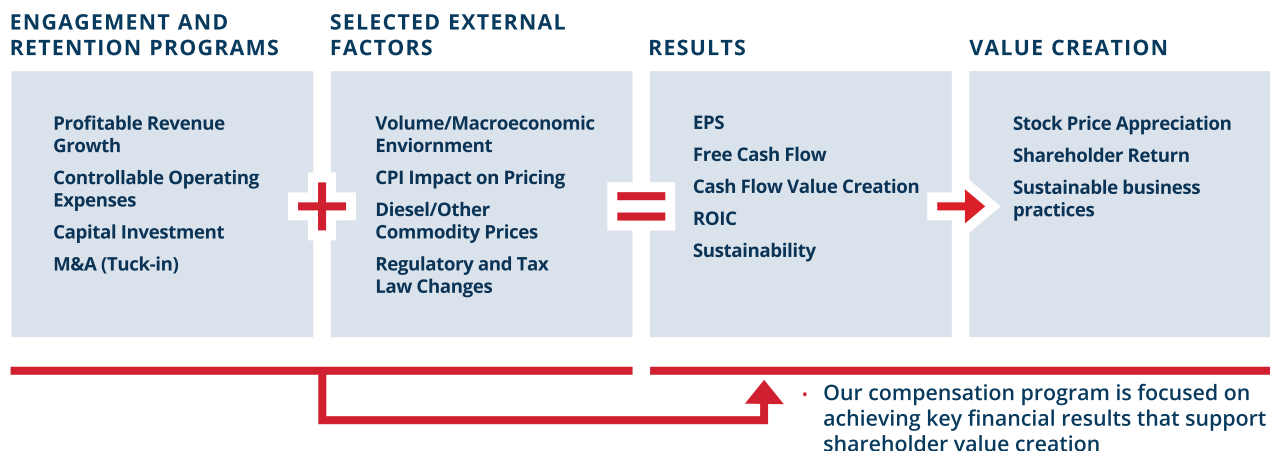 ENGAGEMENT AND
RETENTION PROGRAMS
Profitable Revenue
Growth
Controllable Operating
Expenses
Capital Investment
M&A (Tuck-in)
SELECTED EXTERNAL
FACTORS
Volume/Macroeconomic
Enviornment
CPI Impact on Pricing
Diesel/Other
Commodity Prices
Regulatory and Tax
Law Changes
RESULTS
EPS
Free Cash Flow
Cash Flow Value Creation
ROIC
Sustainability
VALUE CREATION
Stock Price Appreciation
Shareholder Return
Sustainable business
practices
• Our compensation program is focused on
achieving key financial results that support
shareholder value creation